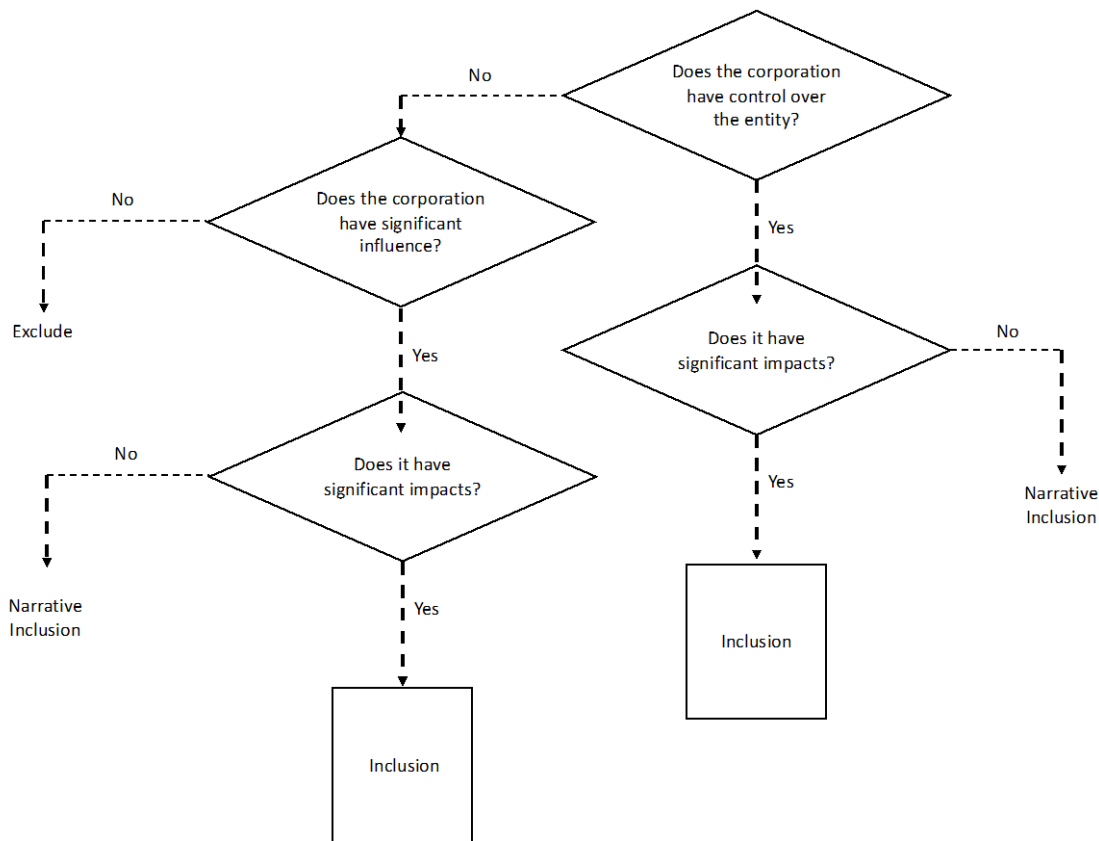 No
Does the corporation
have control over
the entity?
No
Does the corporation
have significant
influence?
Yes
Exclude
Yes
Does it have
significant impacts?
No
No
Does it have
significant impacts?
Yes
Narrative
Inclusion
Narrative
Inclusion
Yes
Inclusion
Inclusion